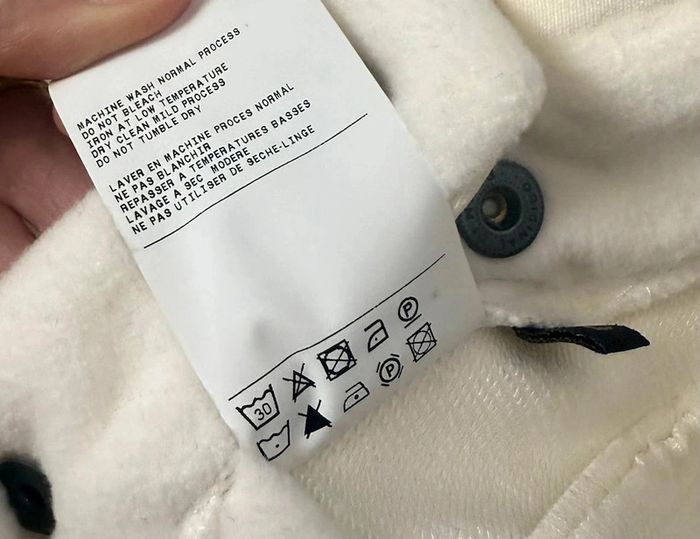 MACHINE WASH NORMAL PROCESS
DO NOT BLEACH
IRON AT LOW TEMPERATURE
DRY CLEAN MILD PROCESS
DO NOT TUMBLE DRY
LAVER EN MACHINE PROCES NORMAL
NE PAS BLANCHIR
REPASSER A TEMPERATURES BASSES
LAVAGE A SEC MODERE
NE PAS UTILISER DE SECHE-LINGE
30
P
P
ORIGINAL